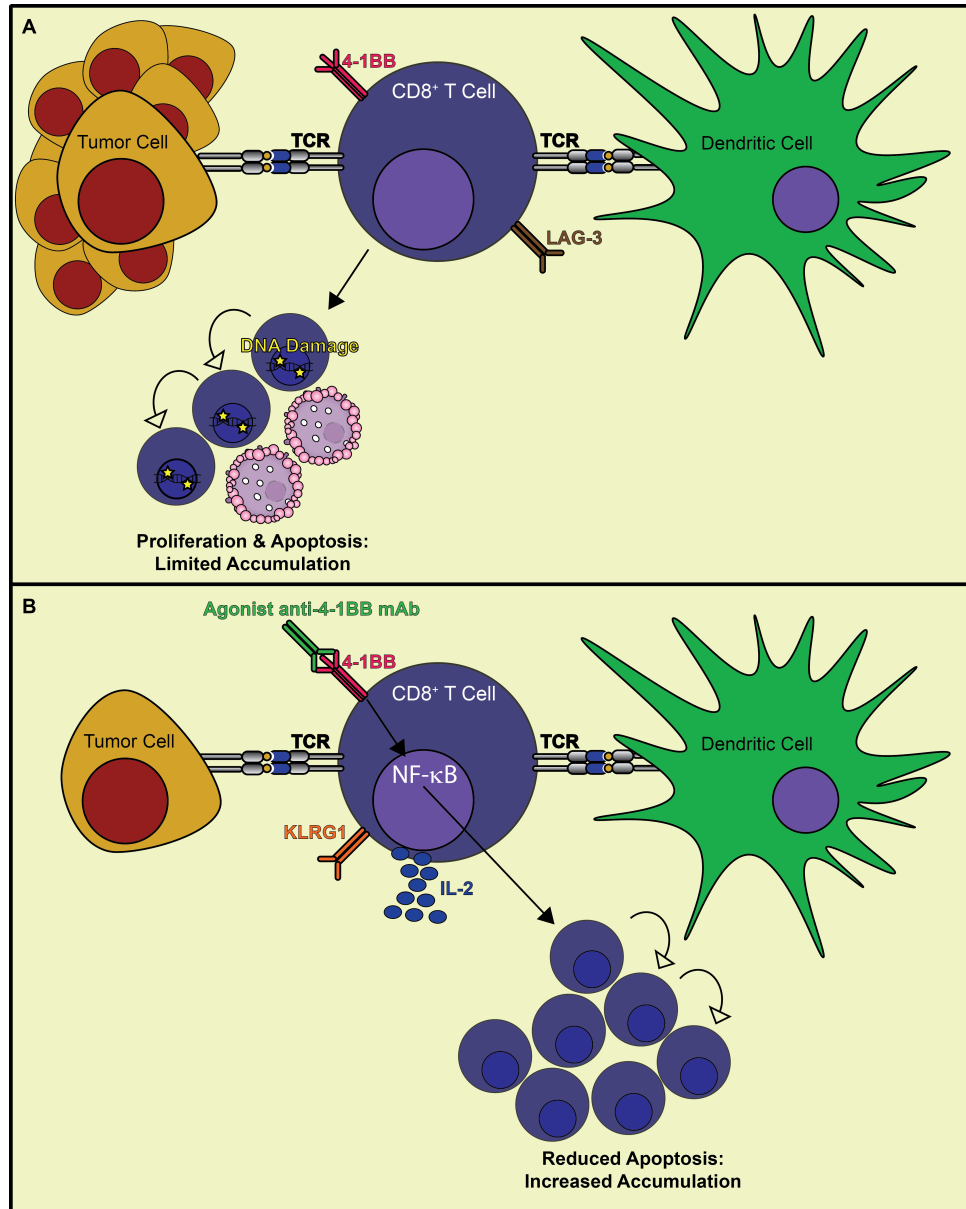 A
4-1BB
CD8⁺ T Cell
Tumor Cell
TCR
TCR
Dendritic Cell
LAG-3
DNA Damage
Proliferation & Apoptosis:
Limited Accumulation
B
Agonist anti-4-1BB mAb
4-1BB
CD8⁺ T Cell
Tumor Cell
TCR
TCR
Dendritic Cell
NF-κB
KLRG1
IL-2
Reduced Apoptosis:
Increased Accumulation